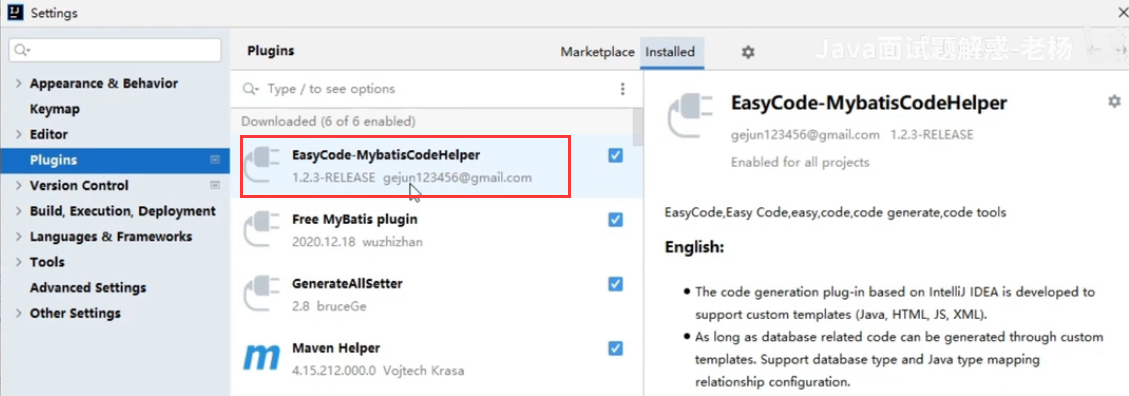 Settings
Plugins
Marketplace
Installed
Java面试题解惑-老杨
Appearance & Behavior
Keymap
Editor
Plugins
Version Control
Build, Execution, Deployment
Languages & Frameworks
Tools
Advanced Settings
Other Settings
Type / to see options
Downloaded (6 of 6 enabled)
EasyCode-MybatisCodeHelper
1.2.3-RELEASE gejun123456@gmail.com
Free MyBatis plugin
2020.12.18 wuzhizhan
GenerateAllSetter
2.8 bruceGe
Maven Helper
4.15.212.000.0 Vojtech Krasa
EasyCode-MybatisCodeHelper
gejun123456@gmail.com 1.2.3-RELEASE
Enabled for all projects
EasyCode,Easy Code,easy,code,code generate,code tools
English:
The code generation plug-in based on IntelliJ IDEA is developed to
support custom templates (Java, HTML, JS, XML).
As long as database related code can be generated through custom
templates. Support database type and Java type mapping
relationship configuration.